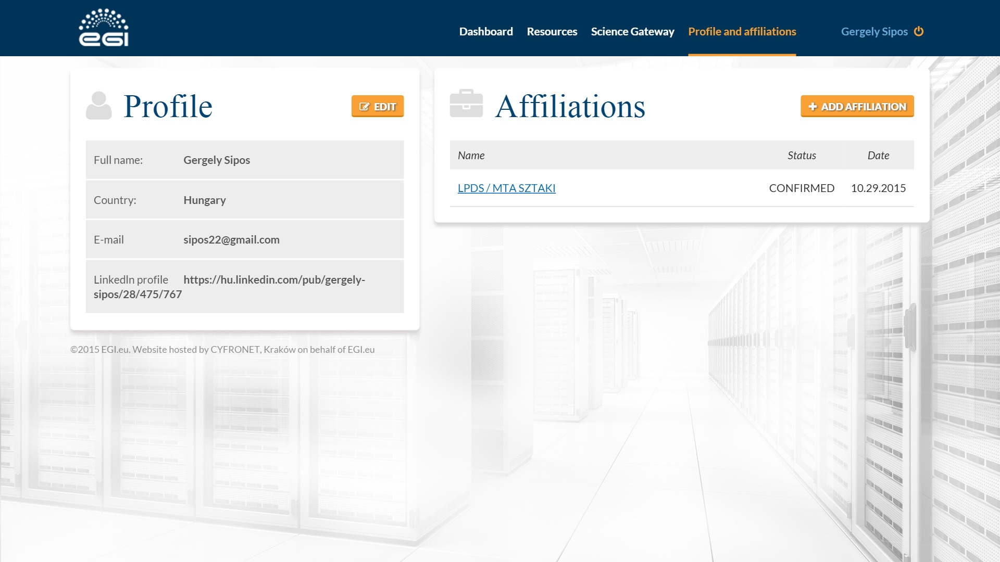 EGI
Dashboard Resources Science Gateway Profile and affiliations Gergely Sipos
Profile
EDIT
Full name: Gergely Sipos
Country: Hungary
E-mail sipos22@gmail.com
LinkedIn profile https://hu.linkedin.com/pub/gergely-
sipos/28/475/767
Affiliations
ADD AFFILIATION
Name Status Date
LPDS / MTA SZTAKI CONFIRMED 10.29.2015
©2015 EGI.eu. Website hosted by CYFRONET, Kraków on behalf of EGI.eu